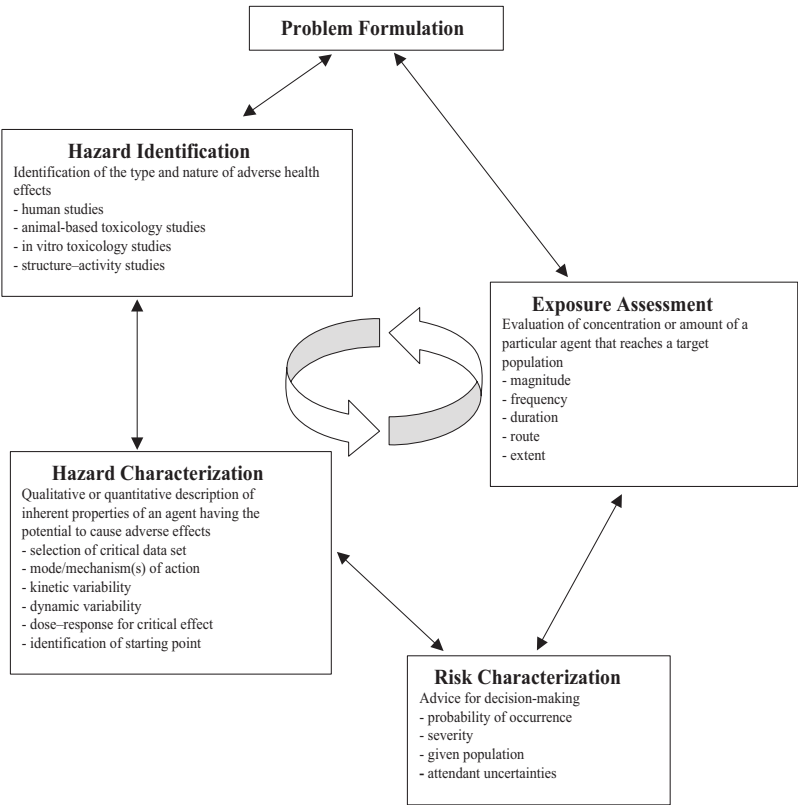 Problem Formulation
Hazard Identification
Identification of the type and nature of adverse health
effects
- human studies
- animal-based toxicology studies
- in vitro toxicology studies
- structure–activity studies
Exposure Assessment
Evaluation of concentration or amount of a
particular agent that reaches a target
population
- magnitude
- frequency
- duration
- route
- extent
Hazard Characterization
Qualitative or quantitative description of
inherent properties of an agent having the
potential to cause adverse effects
- selection of critical data set
- mode/mechanism(s) of action
- kinetic variability
- dynamic variability
- dose–response for critical effect
- identification of starting point
Risk Characterization
Advice for decision-making
- probability of occurrence
- severity
- given population
- attendant uncertainties